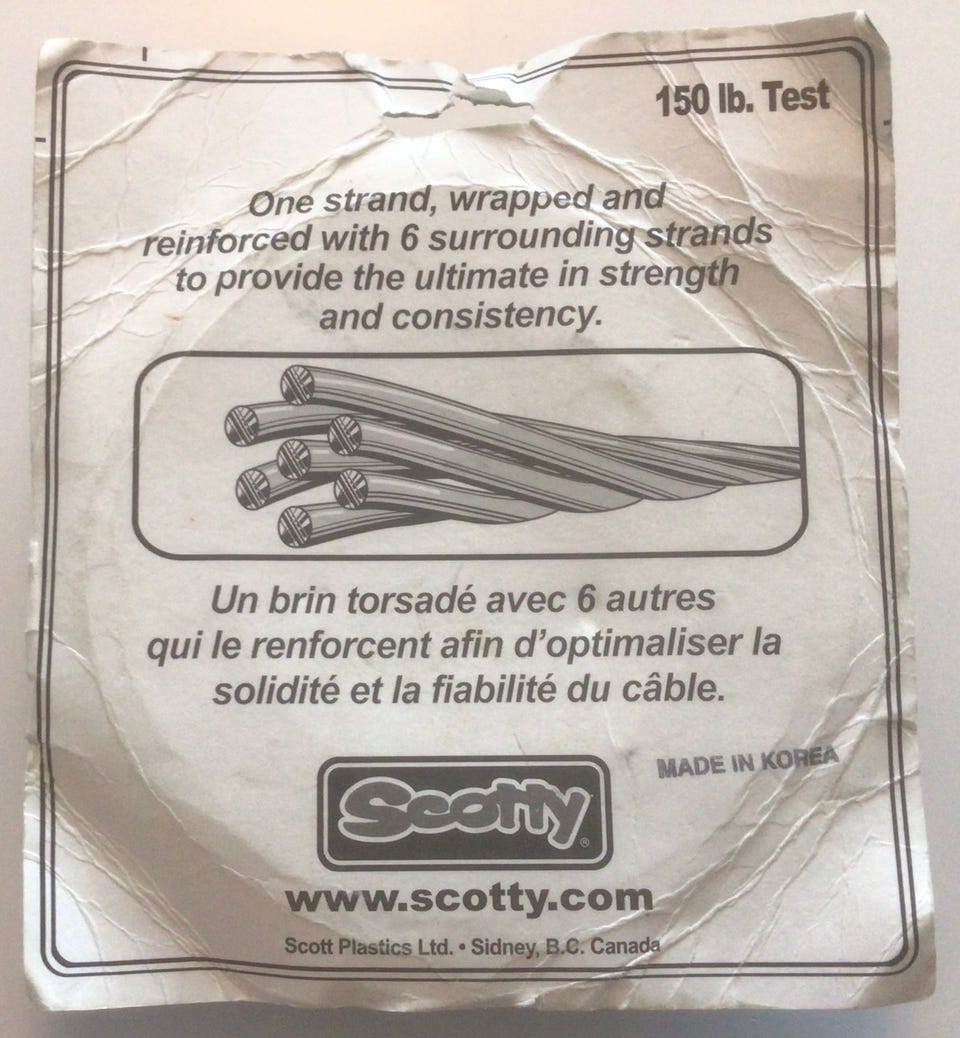 150 lb. Test
One strand, wrapped and
reinforced with 6 surrounding strands
to provide the ultimate in strength
and consistency.
Un brin torsadé avec 6 autres
qui le renforcent afin d'optimaliser la
solidité et la fiabilité du câble.
MADE IN KOREA
Scotty®
www.scotty.com
Scott Plastics Ltd. • Sidney, B.C. Canada